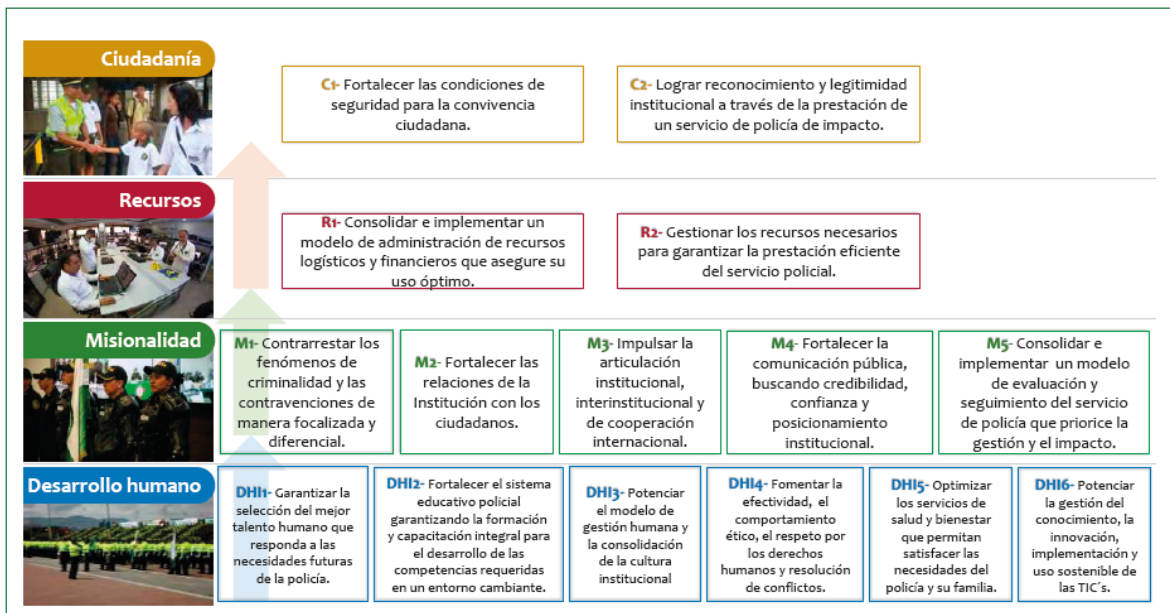 Ciudadanía
C1- Fortalecer las condiciones de
seguridad para la convivencia
ciudadana.
C2- Lograr reconocimiento y legitimidad
institucional a través de la prestación de
un servicio de policía de impacto.
Recursos
R1- Consolidar e implementar un
modelo de administración de recursos
logísticos y financieros que asegure su
uso óptimo.
R2- Gestionar los recursos necesarios
para garantizar la prestación eficiente
del servicio policial.
Misionalidad
M1- Contrarrestar los
fenómenos de
criminalidad y las
contravenciones de
manera focalizada y
diferencial.
M2- Fortalecer las
relaciones de la
Institución con los
ciudadanos.
M3- Impulsar la
articulación
institucional,
interinstitucional y
de cooperación
internacional.
M4- Fortalecer la
comunicación pública,
buscando credibilidad,
confianza y
posicionamiento
institucional.
M5- Consolidar e
implementar un modelo
de evaluación y
seguimiento del servicio
de policía que priorice la
gestión y el impacto.
Desarrollo humano
DHI1- Garantizar la
selección del mejor
talento humano que
responda a las
necesidades futuras
de la policía.
DHI2- Fortalecer el sistema
educativo policial
garantizando la formación
y capacitación integral para
el desarrollo de las
competencias requeridas
en un entorno cambiante.
DHI3- Potenciar
el modelo de
gestión humana y
la consolidación
de la cultura
institucional
DHI4- Fomentar la
efectividad, el
comportamiento
ético, el respeto por
los derechos
humanos y resolución
de conflictos.
DHI5- Optimizar
los servicios de
salud y bienestar
que permitan
satisfacer las
necesidades del
policía y su familia.
DHI6- Potenciar
la gestión del
conocimiento, la
innovación,
implementación y
uso sostenible de
las TIC´s.